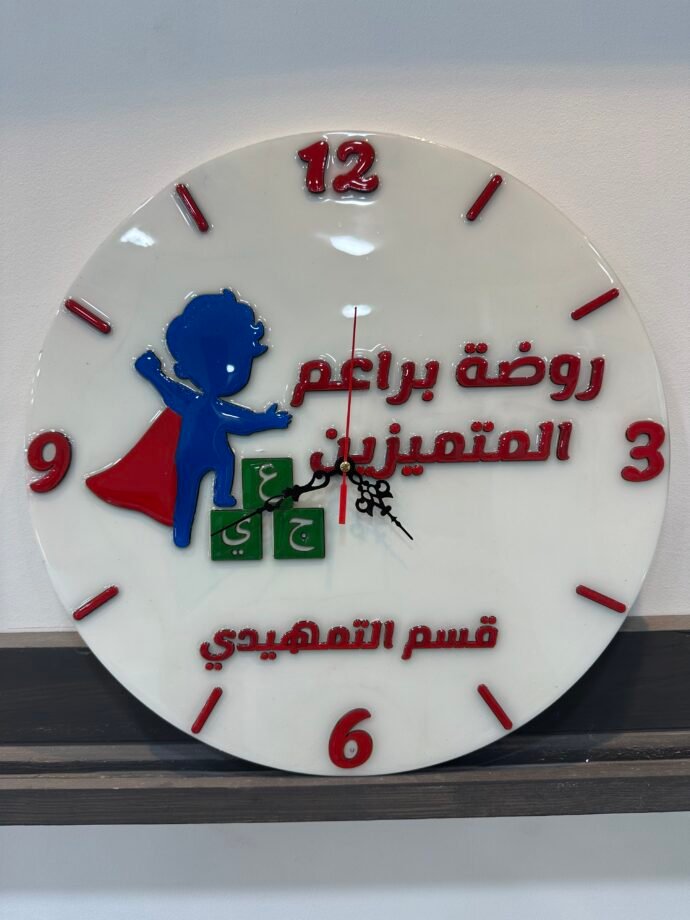 12
روضة براعم
المتميزين
9
3
ع
ي ج
قسم التمهيدي
6